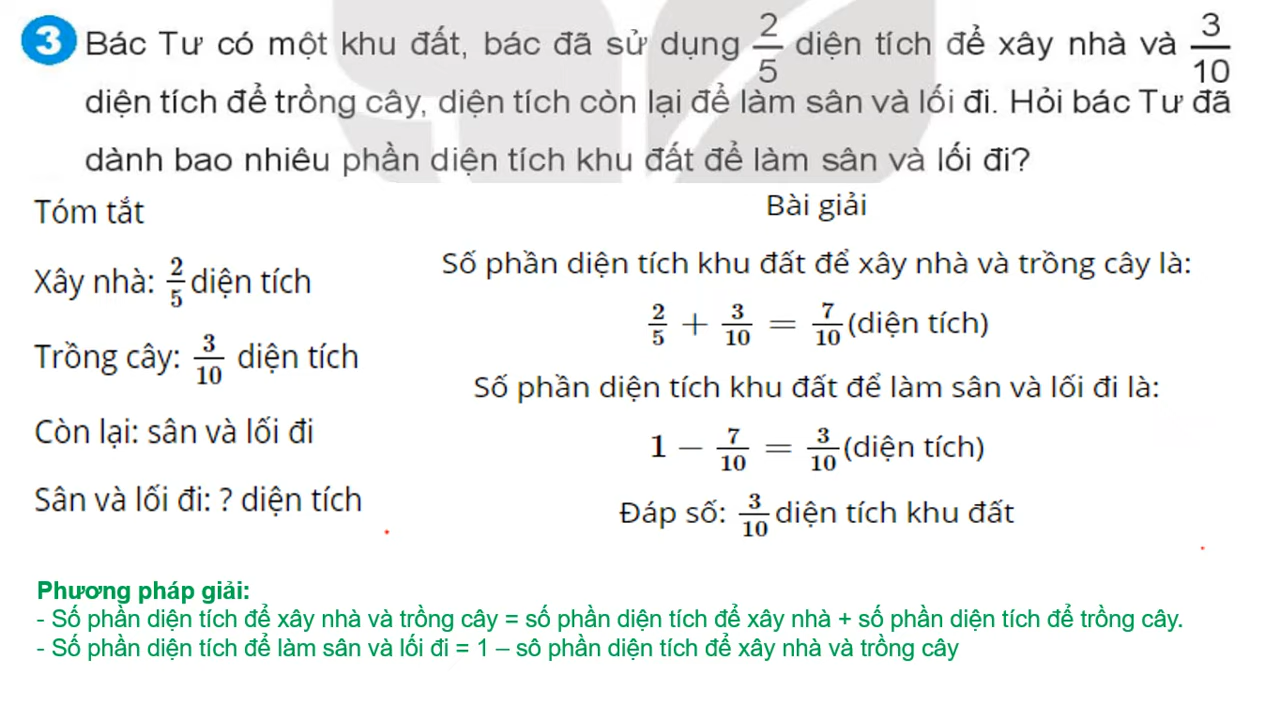 3 Bác Tư có một khu đất, bác đã sử dụng 2/5 diện tích để xây nhà và 3/10
diện tích để trồng cây, diện tích còn lại để làm sân và lối đi. Hỏi bác Tư đã
dành bao nhiêu phần diện tích khu đất để làm sân và lối đi?
Tóm tắt
Xây nhà: 2/5 diện tích
Trồng cây: 3/10 diện tích
Còn lại: sân và lối đi
Sân và lối đi: ? diện tích
Bài giải
Số phần diện tích khu đất để xây nhà và trồng cây là:
2/5 + 3/10 = 7/10 (diện tích)
Số phần diện tích khu đất để làm sân và lối đi là:
1 − 7/10 = 3/10 (diện tích)
Đáp số: 3/10 diện tích khu đất
Phương pháp giải:
- Số phần diện tích để xây nhà và trồng cây = số phần diện tích để xây nhà + số phần diện tích để trồng cây.
- Số phần diện tích để làm sân và lối đi = 1 – sô phần diện tích để xây nhà và trồng cây